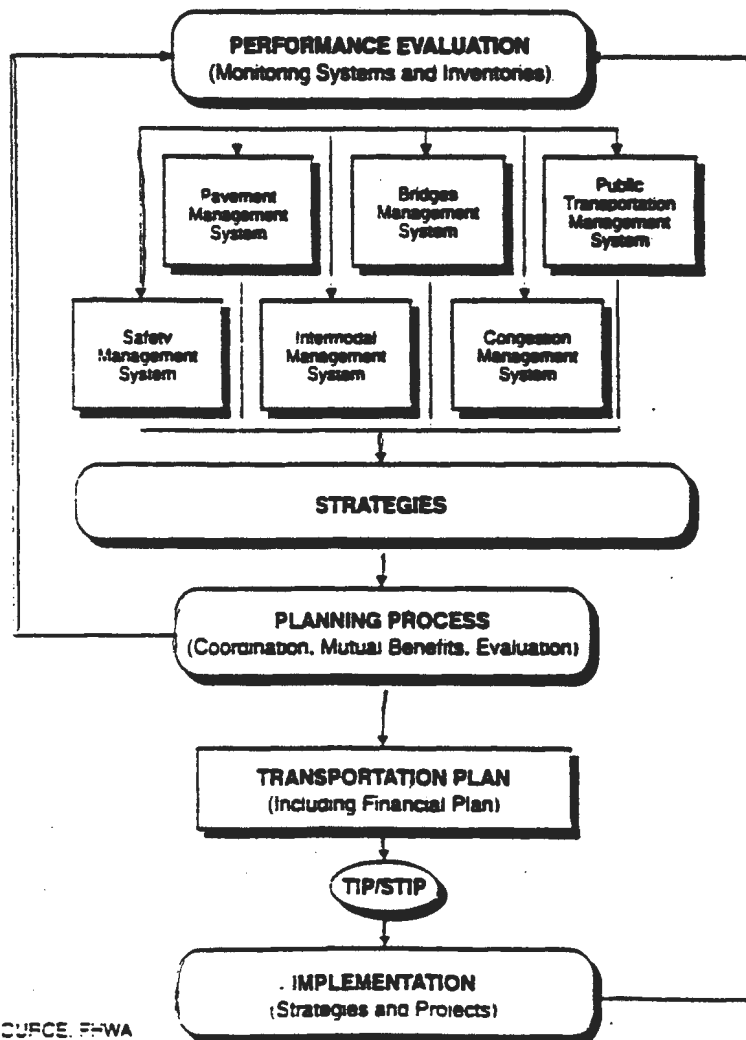 PERFORMANCE EVALUATION
(Monitoring Systems and Inventories)
Pavement
Management
System
Bridges
Management
System
Public
Transportation
Management
System
Safety
Management
System
Intermodal
Management
System
Congestion
Management
System
STRATEGIES
PLANNING PROCESS
(Coordination, Mutual Benefits, Evaluation)
TRANSPORTATION PLAN
(Including Financial Plan)
TIP/STIP
IMPLEMENTATION
(Strategies and Projects)
OURCE: FHWA